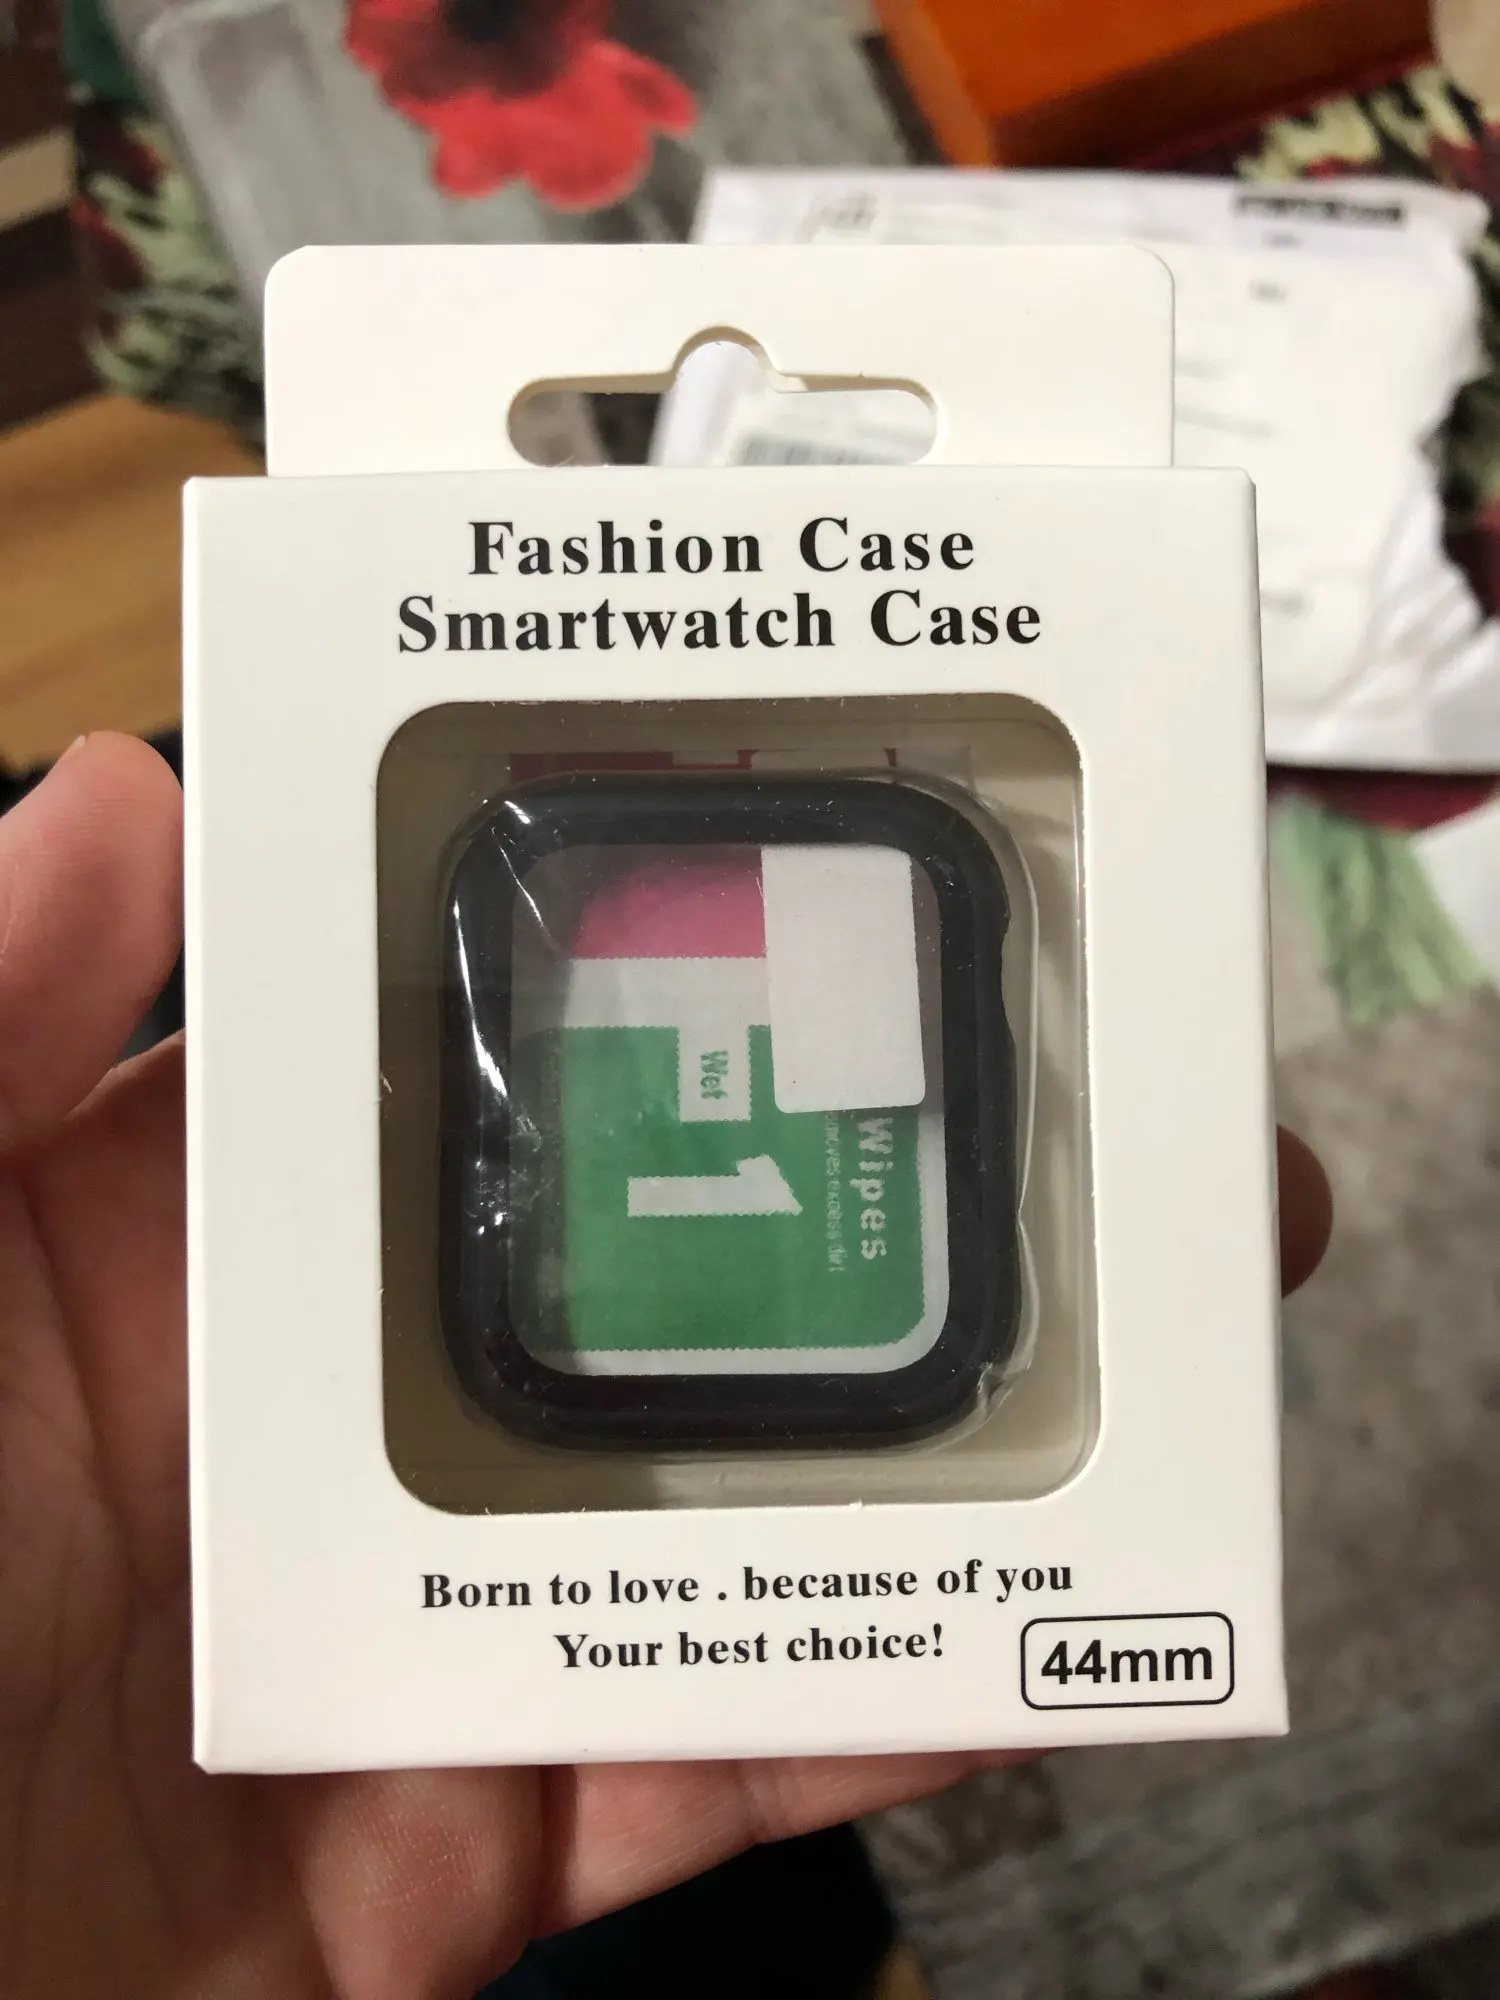 Fashion Case
Smartwatch Case
Wet
1
Wipes
Born to love . because of you
Your best choice!
44mm